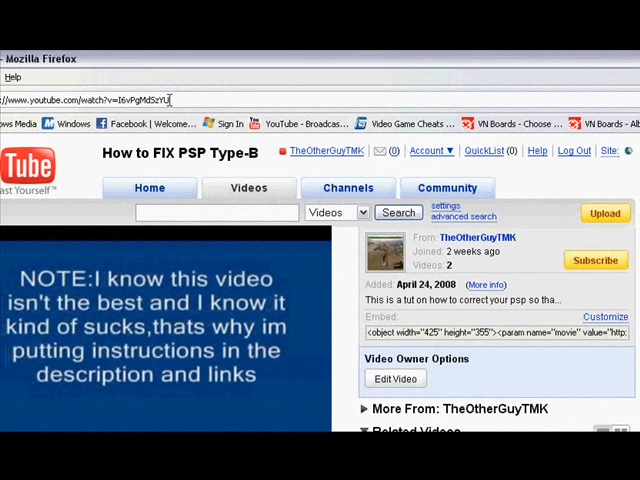 - Mozilla Firefox
Help
://www.youtube.com/watch?v=I6vPgMdSzYU
ows Media Windows Facebook | Welcome... Sign In YouTube - Broadcas... Video Game Cheats ... VN Boards - Choose ... VN Boards - Al
Tube
ast Yourself™
How to FIX PSP Type-B
TheOtherGuyTMK (0) Account ▼ QuickList (0) Help Log Out Site:
Home Videos Channels Community
Videos Search settings
advanced search
Upload
NOTE:I know this video
isn't the best and I know it
kind of sucks,thats why im
putting instructions in the
description and links
From: TheOtherGuyTMK
Joined: 2 weeks ago
Videos: 2
Subscribe
Added: April 24, 2008 (More info)
This is a tut on how to correct your psp so tha...
Embed: Customize
<object width="425" height="355"><param name="movie" value="http:
Video Owner Options
Edit Video
More From: TheOtherGuyTMK
Related Videos